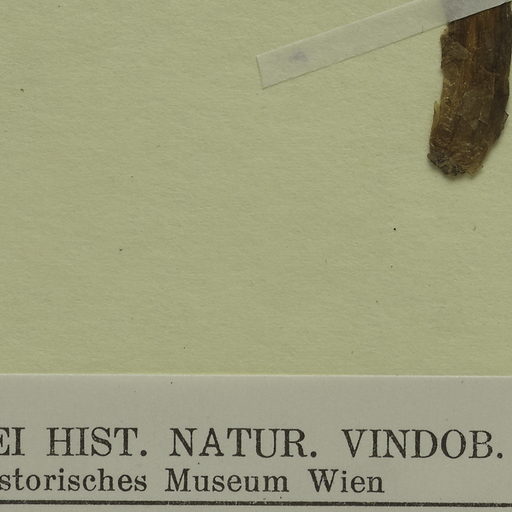 EI HIST. NATUR. VINDOB.
storisches Museum Wien